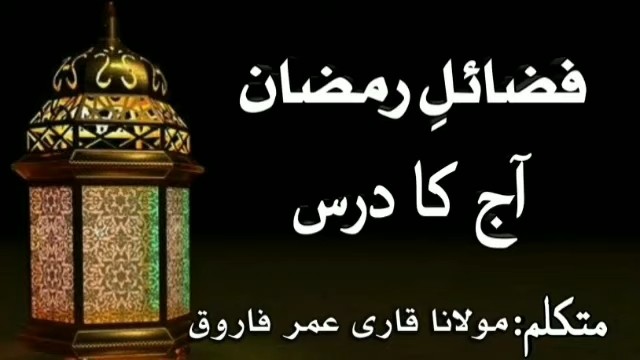 فضائلِ رمضان
آج کا درس
متکلم: مولانا قاری عمر فاروق